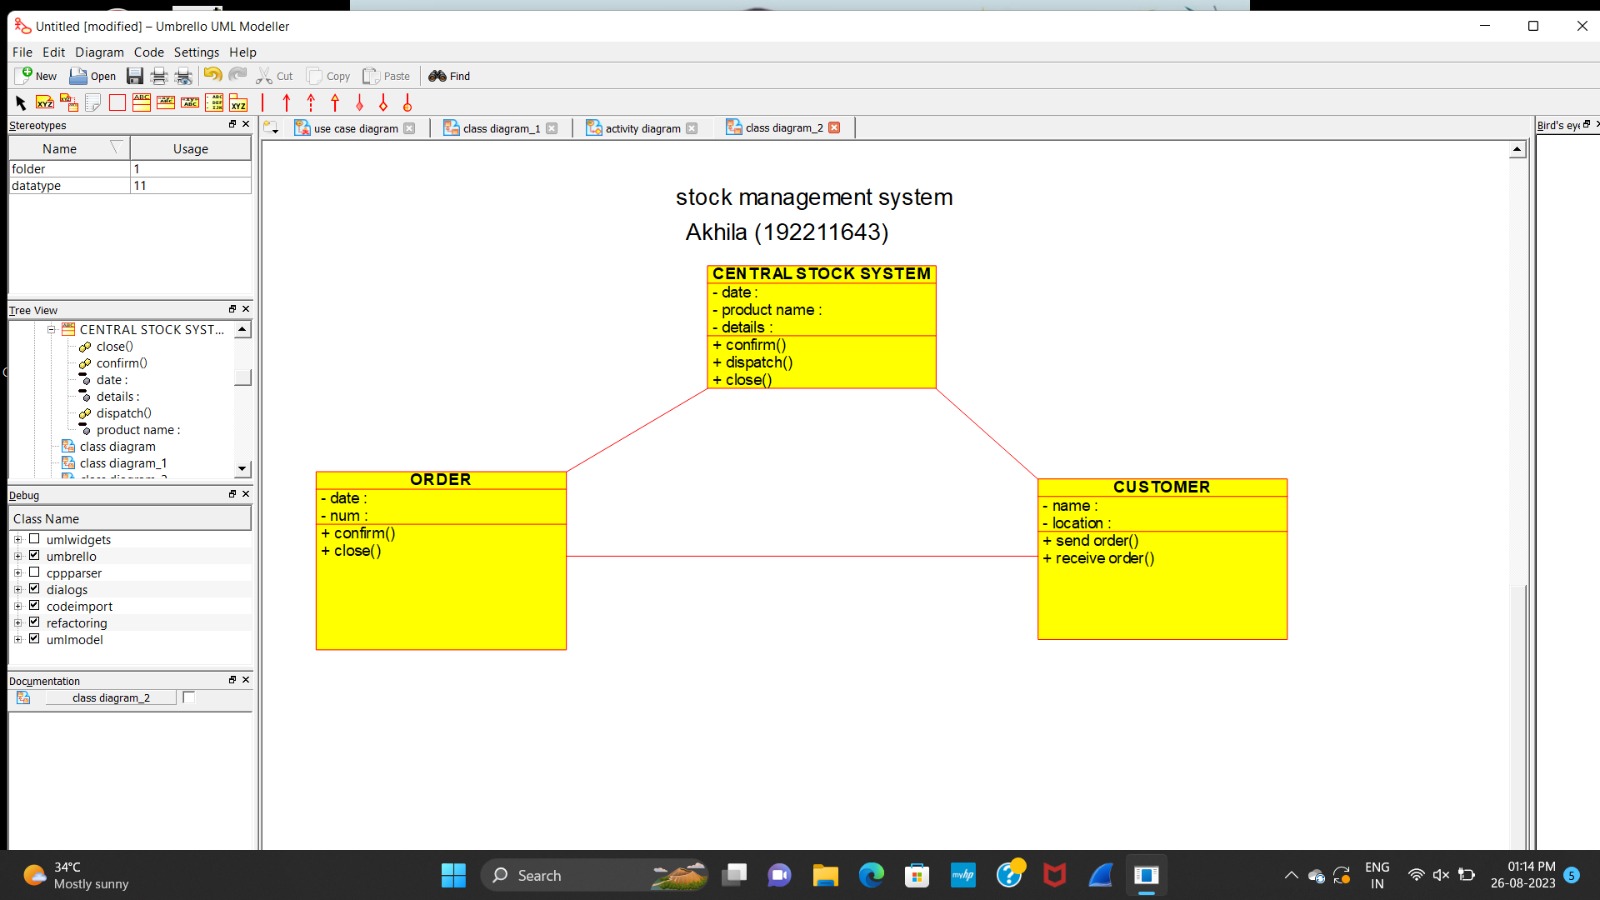 Untitled [modified] – Umbrello UML Modeller
File Edit Diagram Code Settings Help
New Open Cut Copy Paste Find
Stereotypes
Name Usage
folder 1
datatype 11
Tree View
CENTRAL STOCK SYST...
close()
confirm()
date :
details :
dispatch()
product name :
class diagram
class diagram_1
Debug
Class Name
umlwidgets
umbrello
cppparser
dialogs
codeimport
refactoring
umlmodel
Documentation
class diagram_2
use case diagram class diagram_1 activity diagram class diagram_2
Bird's eye
stock management system
Akhila (192211643)
CENTRAL STOCK SYSTEM
- date :
- product name :
- details :
+ confirm()
+ dispatch()
+ close()
ORDER
- date :
- num :
+ confirm()
+ close()
CUSTOMER
- name :
- location :
+ send order()
+ receive order()
34°C
Mostly sunny
Search
ENG
IN
01:14 PM
26-08-2023
5